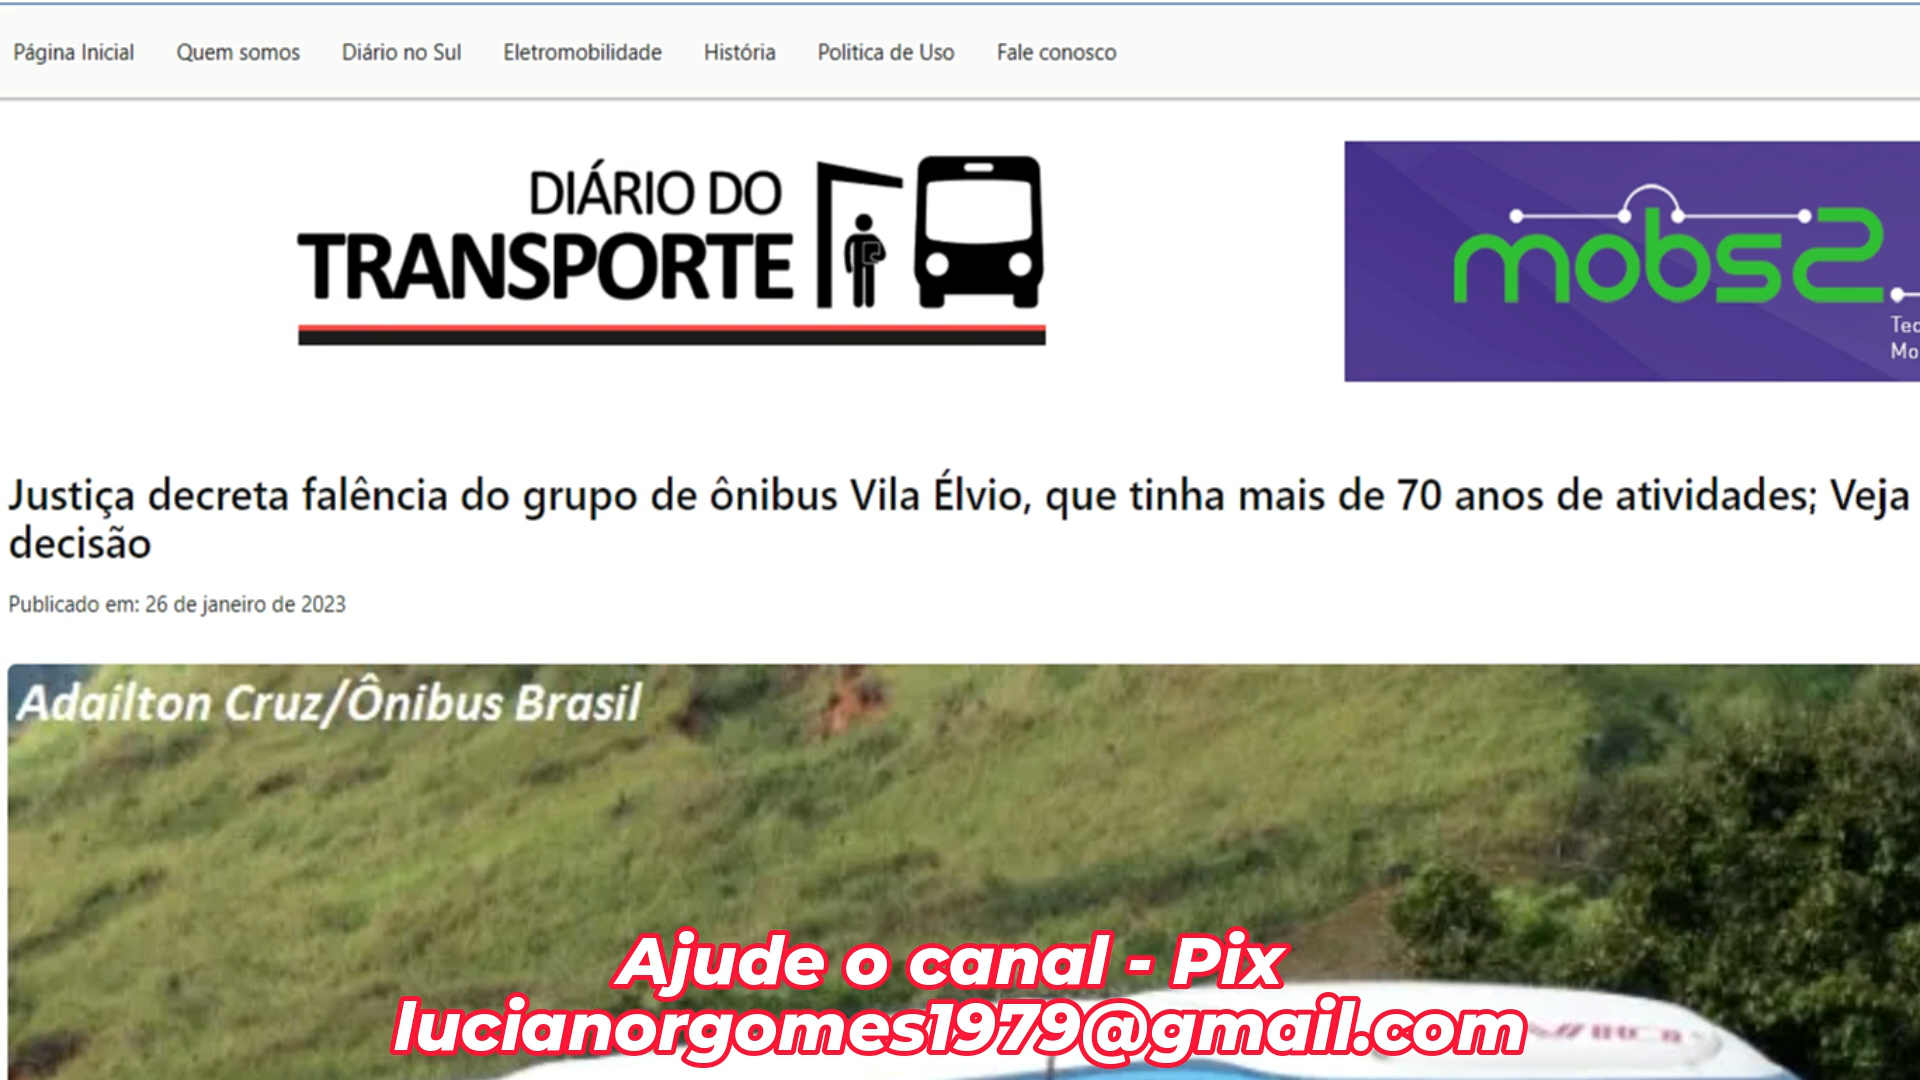 Página Inicial Quem somos Diário no Sul Eletromobilidade História Politica de Uso Fale conosco
DIÁRIO DO
TRANSPORTE
mobs2
Tec
Mo
Justiça decreta falência do grupo de ônibus Vila Élvio, que tinha mais de 70 anos de atividades; Veja
decisão
Publicado em: 26 de janeiro de 2023
Adailton Cruz/Ônibus Brasil
Ajude o canal - Pix
lucianorgomes1979@gmail.com